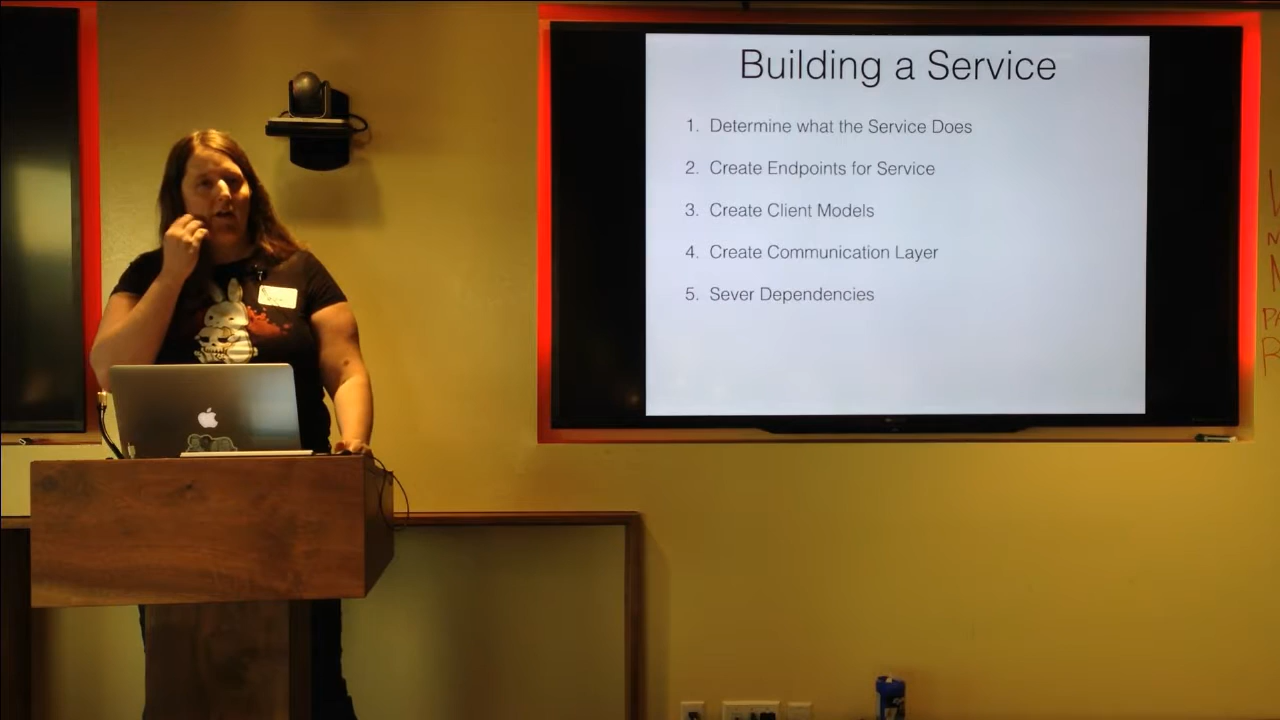 Building a Service
1. Determine what the Service Does
2. Create Endpoints for Service
3. Create Client Models
4. Create Communication Layer
5. Sever Dependencies